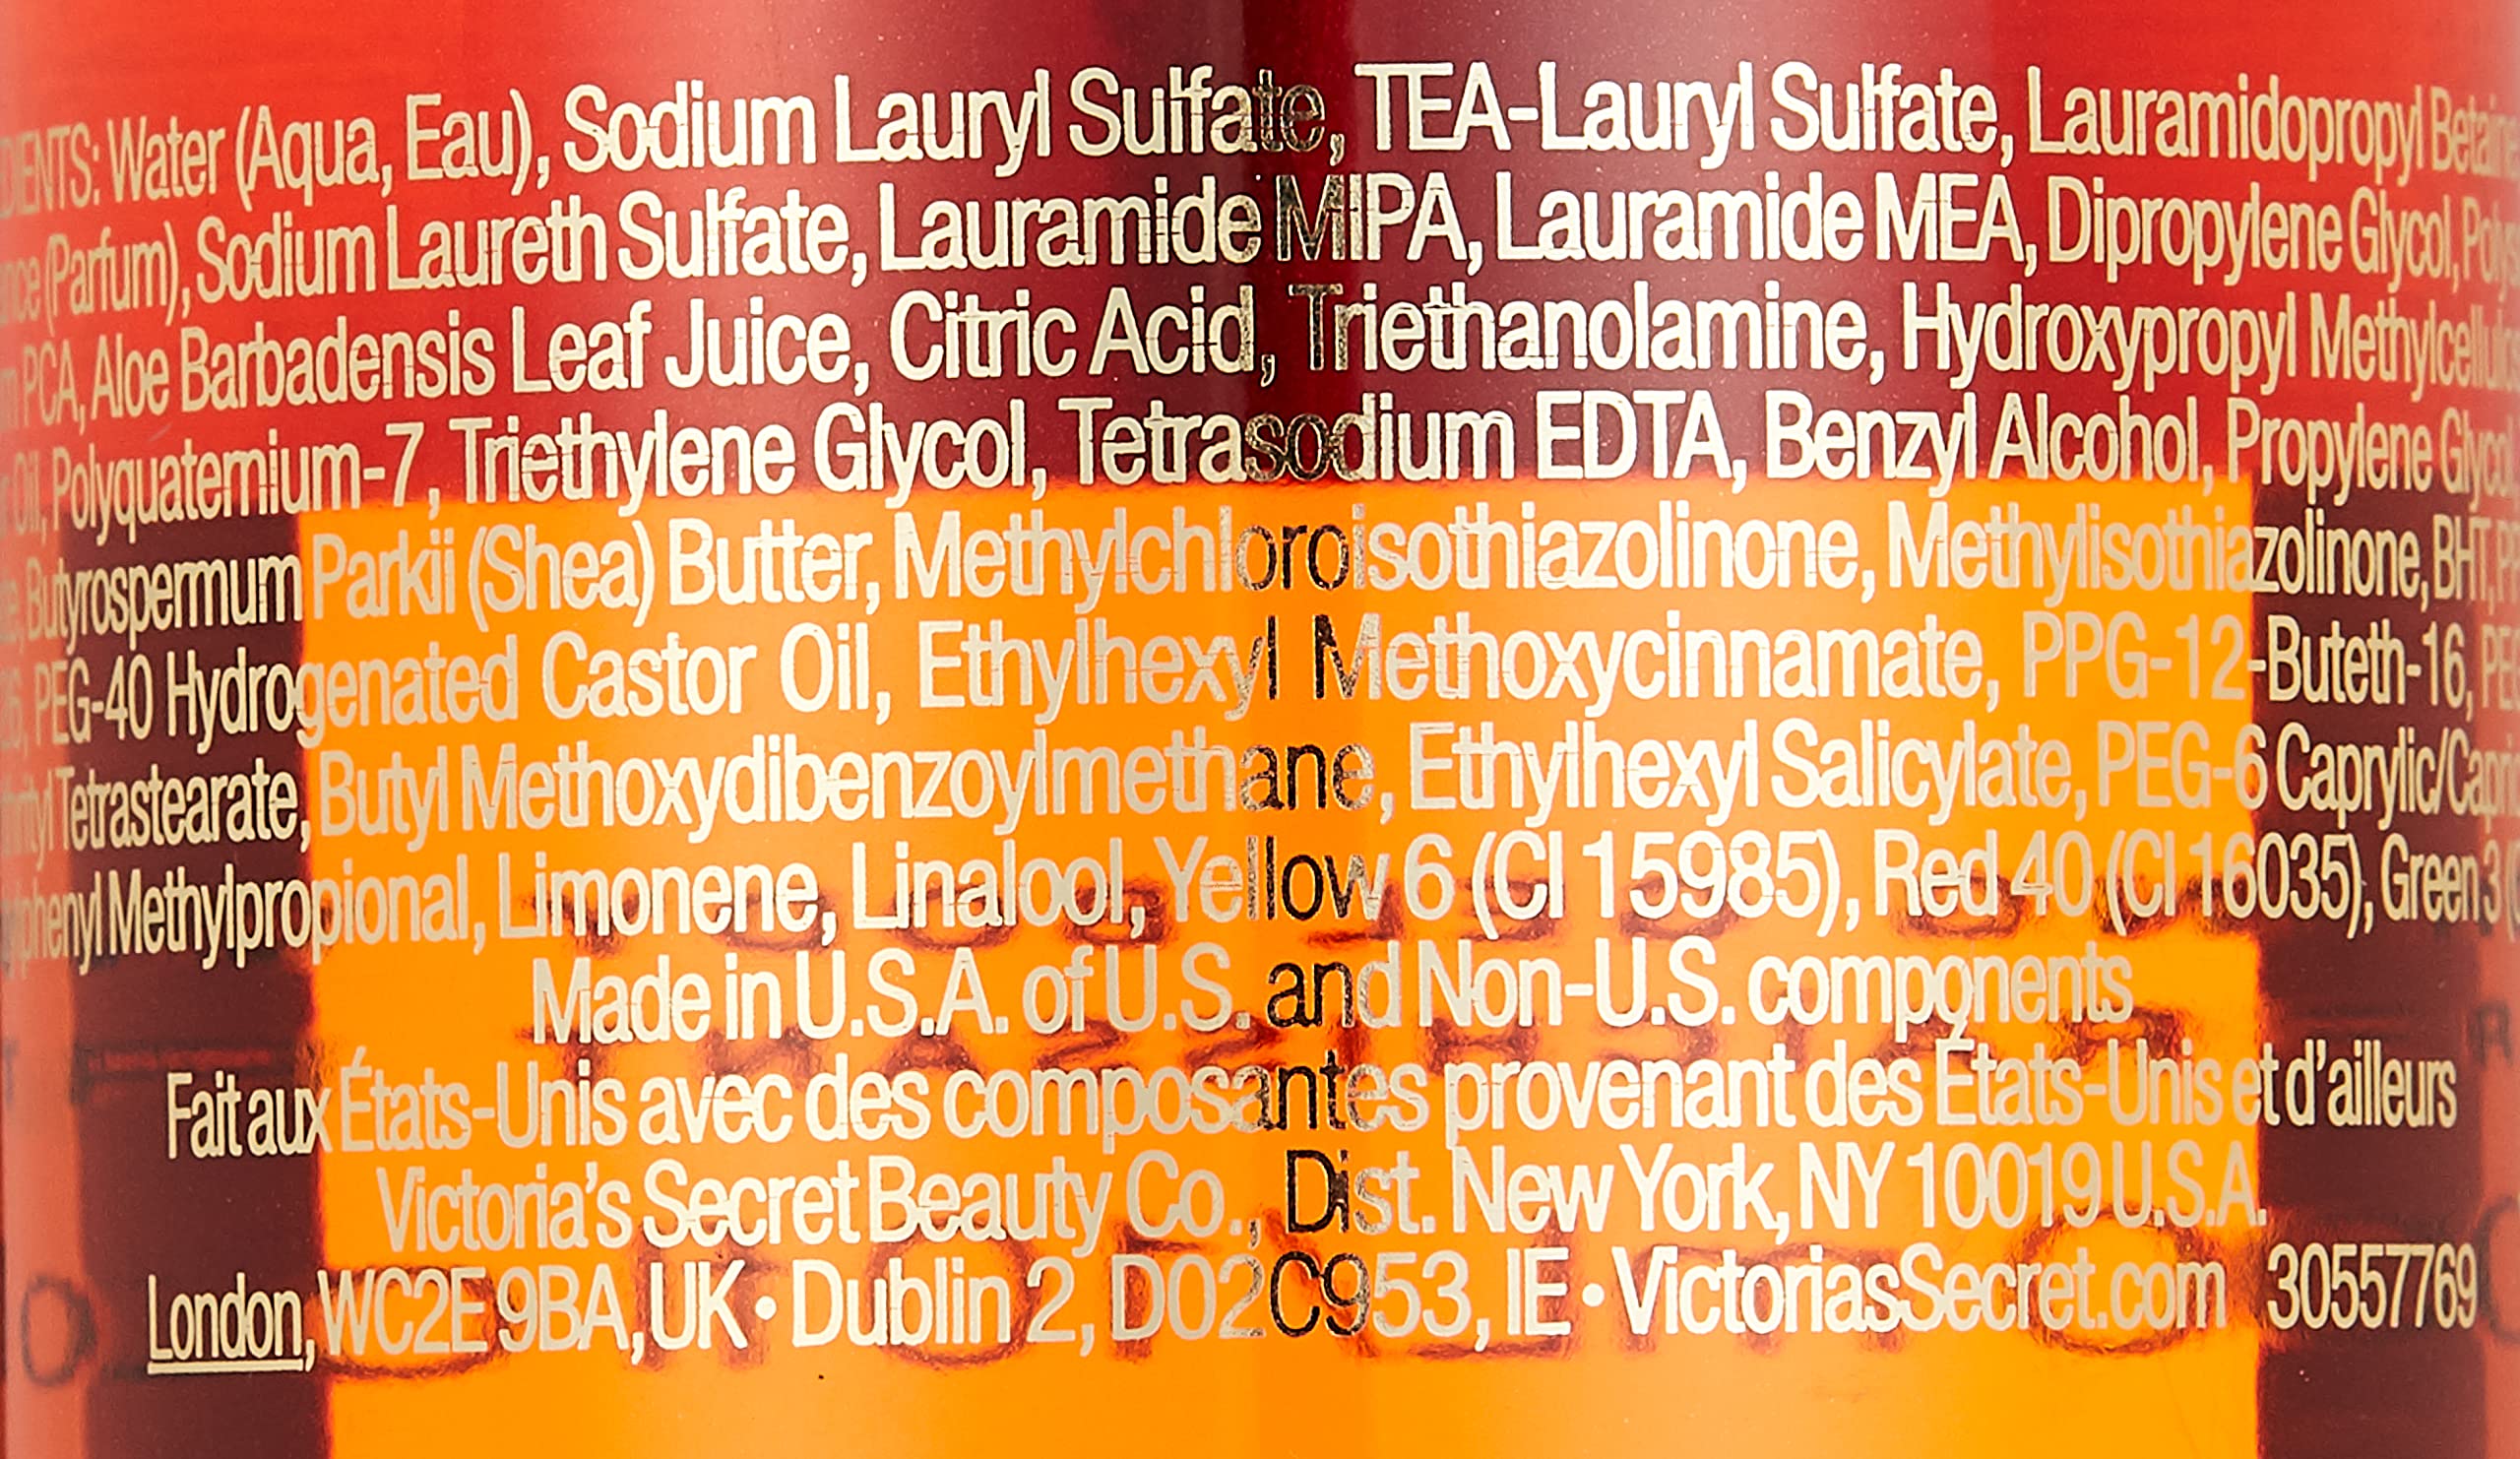 Water (Aqua, Eau), Sodium Lauryl Sulfate, TEA-Lauryl Sulfate, Lauramidopropyl
(Parfum), Sodium Laureth Sulfate, Lauramide MIPA, Lauramide MEA, Dipropylene Glycol,
PCA, Aloe Barbadensis Leaf Juice, Citric Acid, Triethanolamine, Hydroxypropyl
Oil, Polyquaternium-7, Triethylene Glycol, Tetrasodium EDTA, Benzyl Alcohol, Propylene
Butyrospermum Parkii (Shea) Butter, Methylchloroisothiazolinone, Methylisothiazolinone, BHT,
PEG-40 Hydrogenated Castor Oil, Ethylhexyl Methoxycinnamate, PPG-12-Buteth-16,
Tetrastearate, Butyl Methoxydibenzoylmethane, Ethylhexyl Salicylate, PEG-6
Methylpropional, Limonene, Linalool, Yellow 6 (CI 15985), Red 40 (CI 16035), Green 3
Made in U.S.A. of U.S. and Non-U.S. components
Fait aux États-Unis avec des composantes provenant des États-Unis et d'ailleurs
Victoria's Secret Beauty Co., Dist. New York, NY 10019 U.S.A.
London, WC2E 9BA, UK • Dublin 2, D02C953, IE • VictoriasSecret.com 30557769